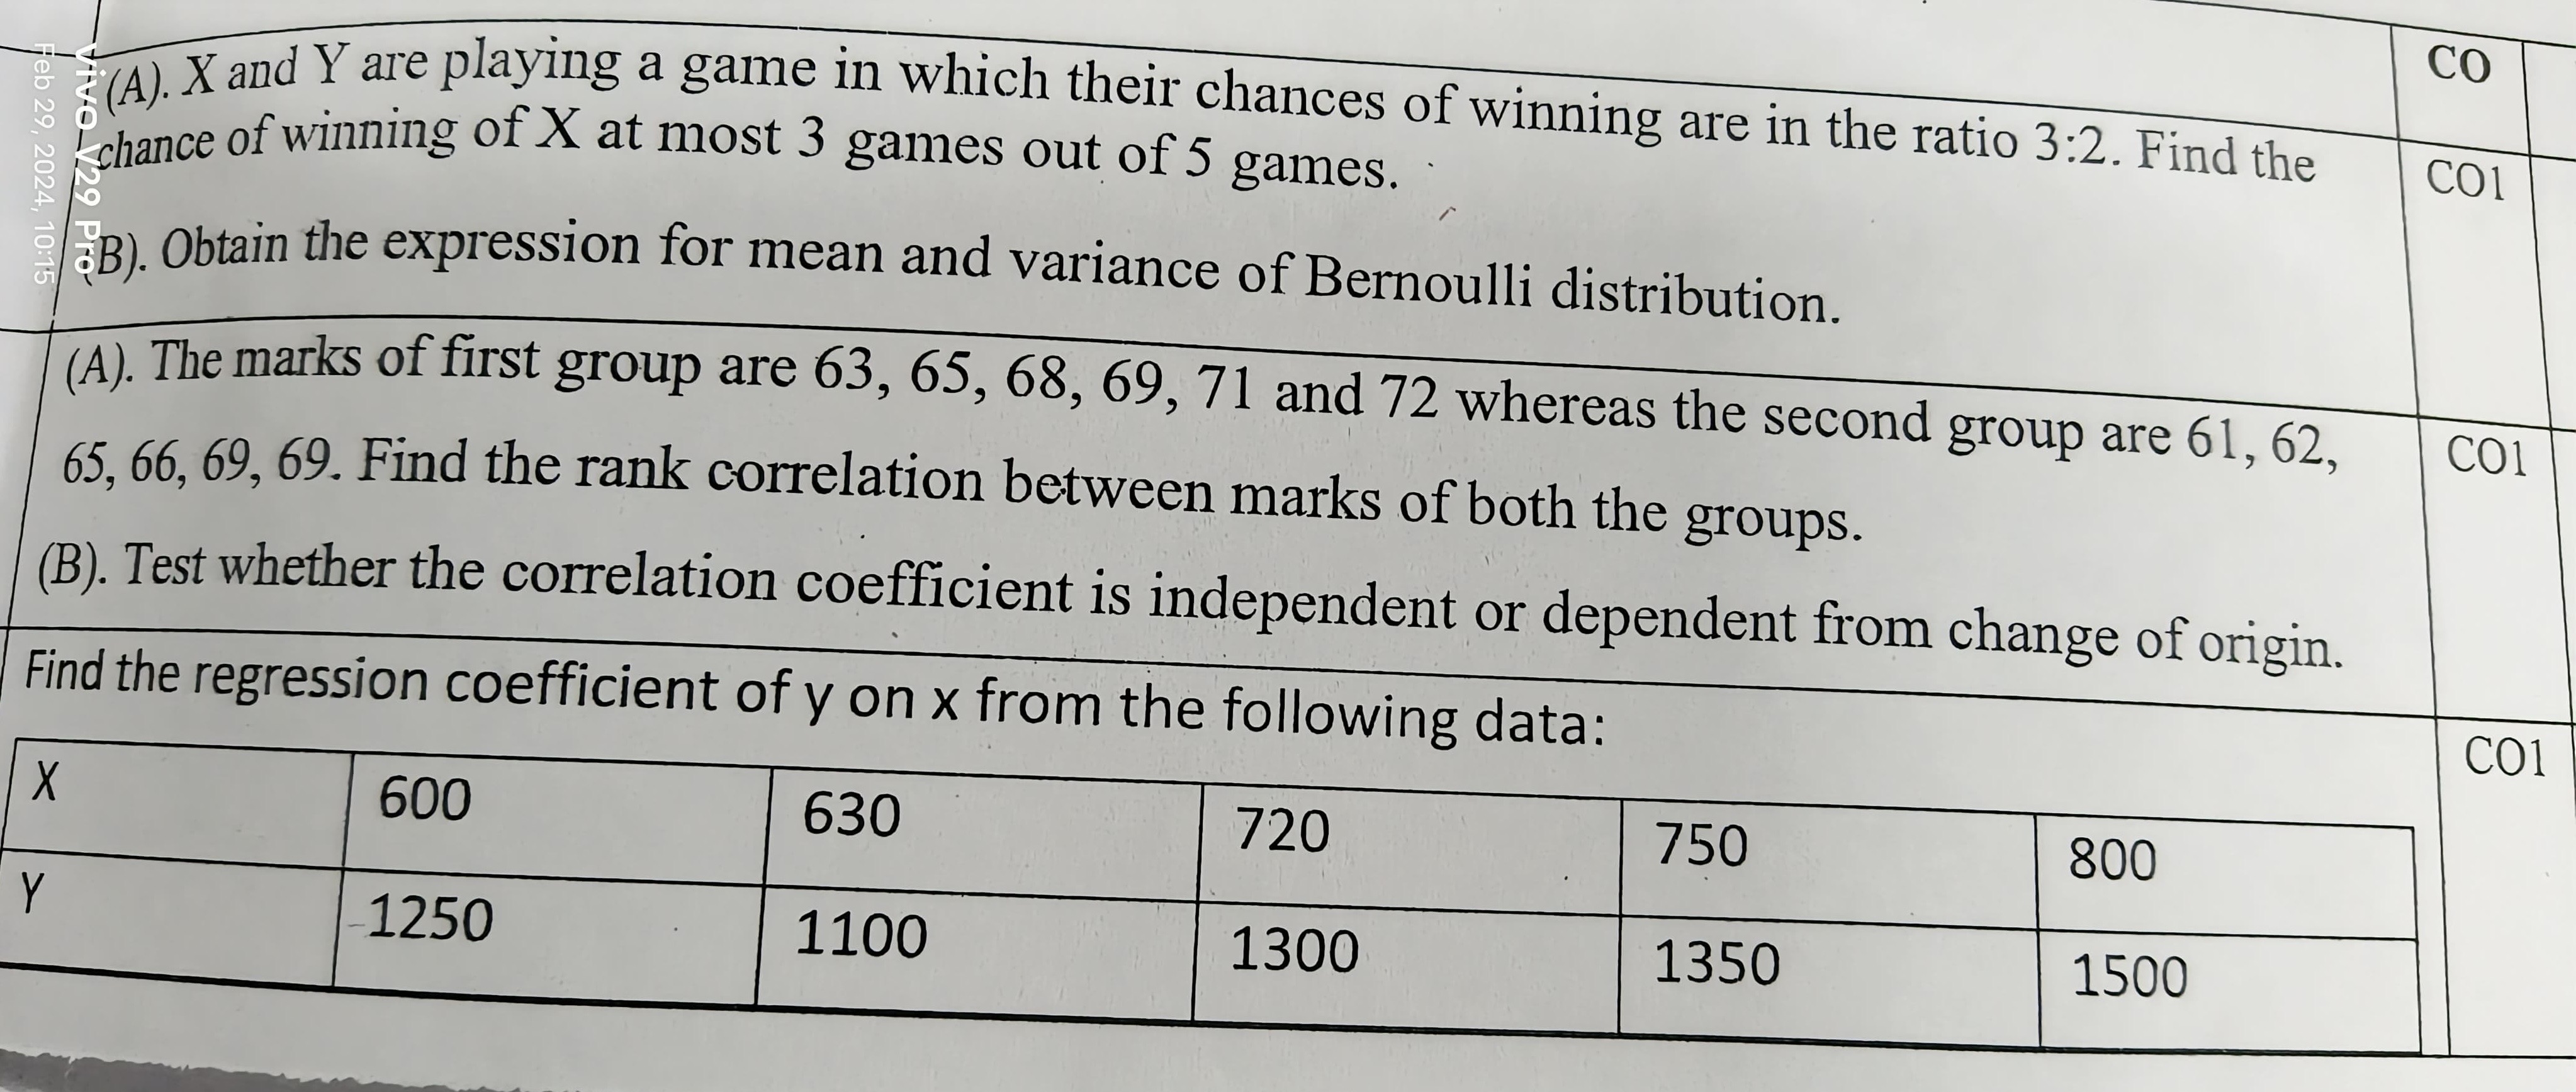 CO
(A). X and Y are playing a game in which their chances of winning are in the ratio 3:2. Find the
chance of winning of X at most 3 games out of 5 games.
CO1
(B). Obtain the expression for mean and variance of Bernoulli distribution.
(A). The marks of first group are 63, 65, 68, 69, 71 and 72 whereas the second group are 61, 62,
65, 66, 69, 69. Find the rank correlation between marks of both the groups.
CO1
(B). Test whether the correlation coefficient is independent or dependent from change of origin.
Find the regression coefficient of y on x from the following data:
CO1
X 600 630 720 750 800
Y 1250 1100 1300 1350 1500
vivo V29 Pro
Feb 29, 2024, 10:15